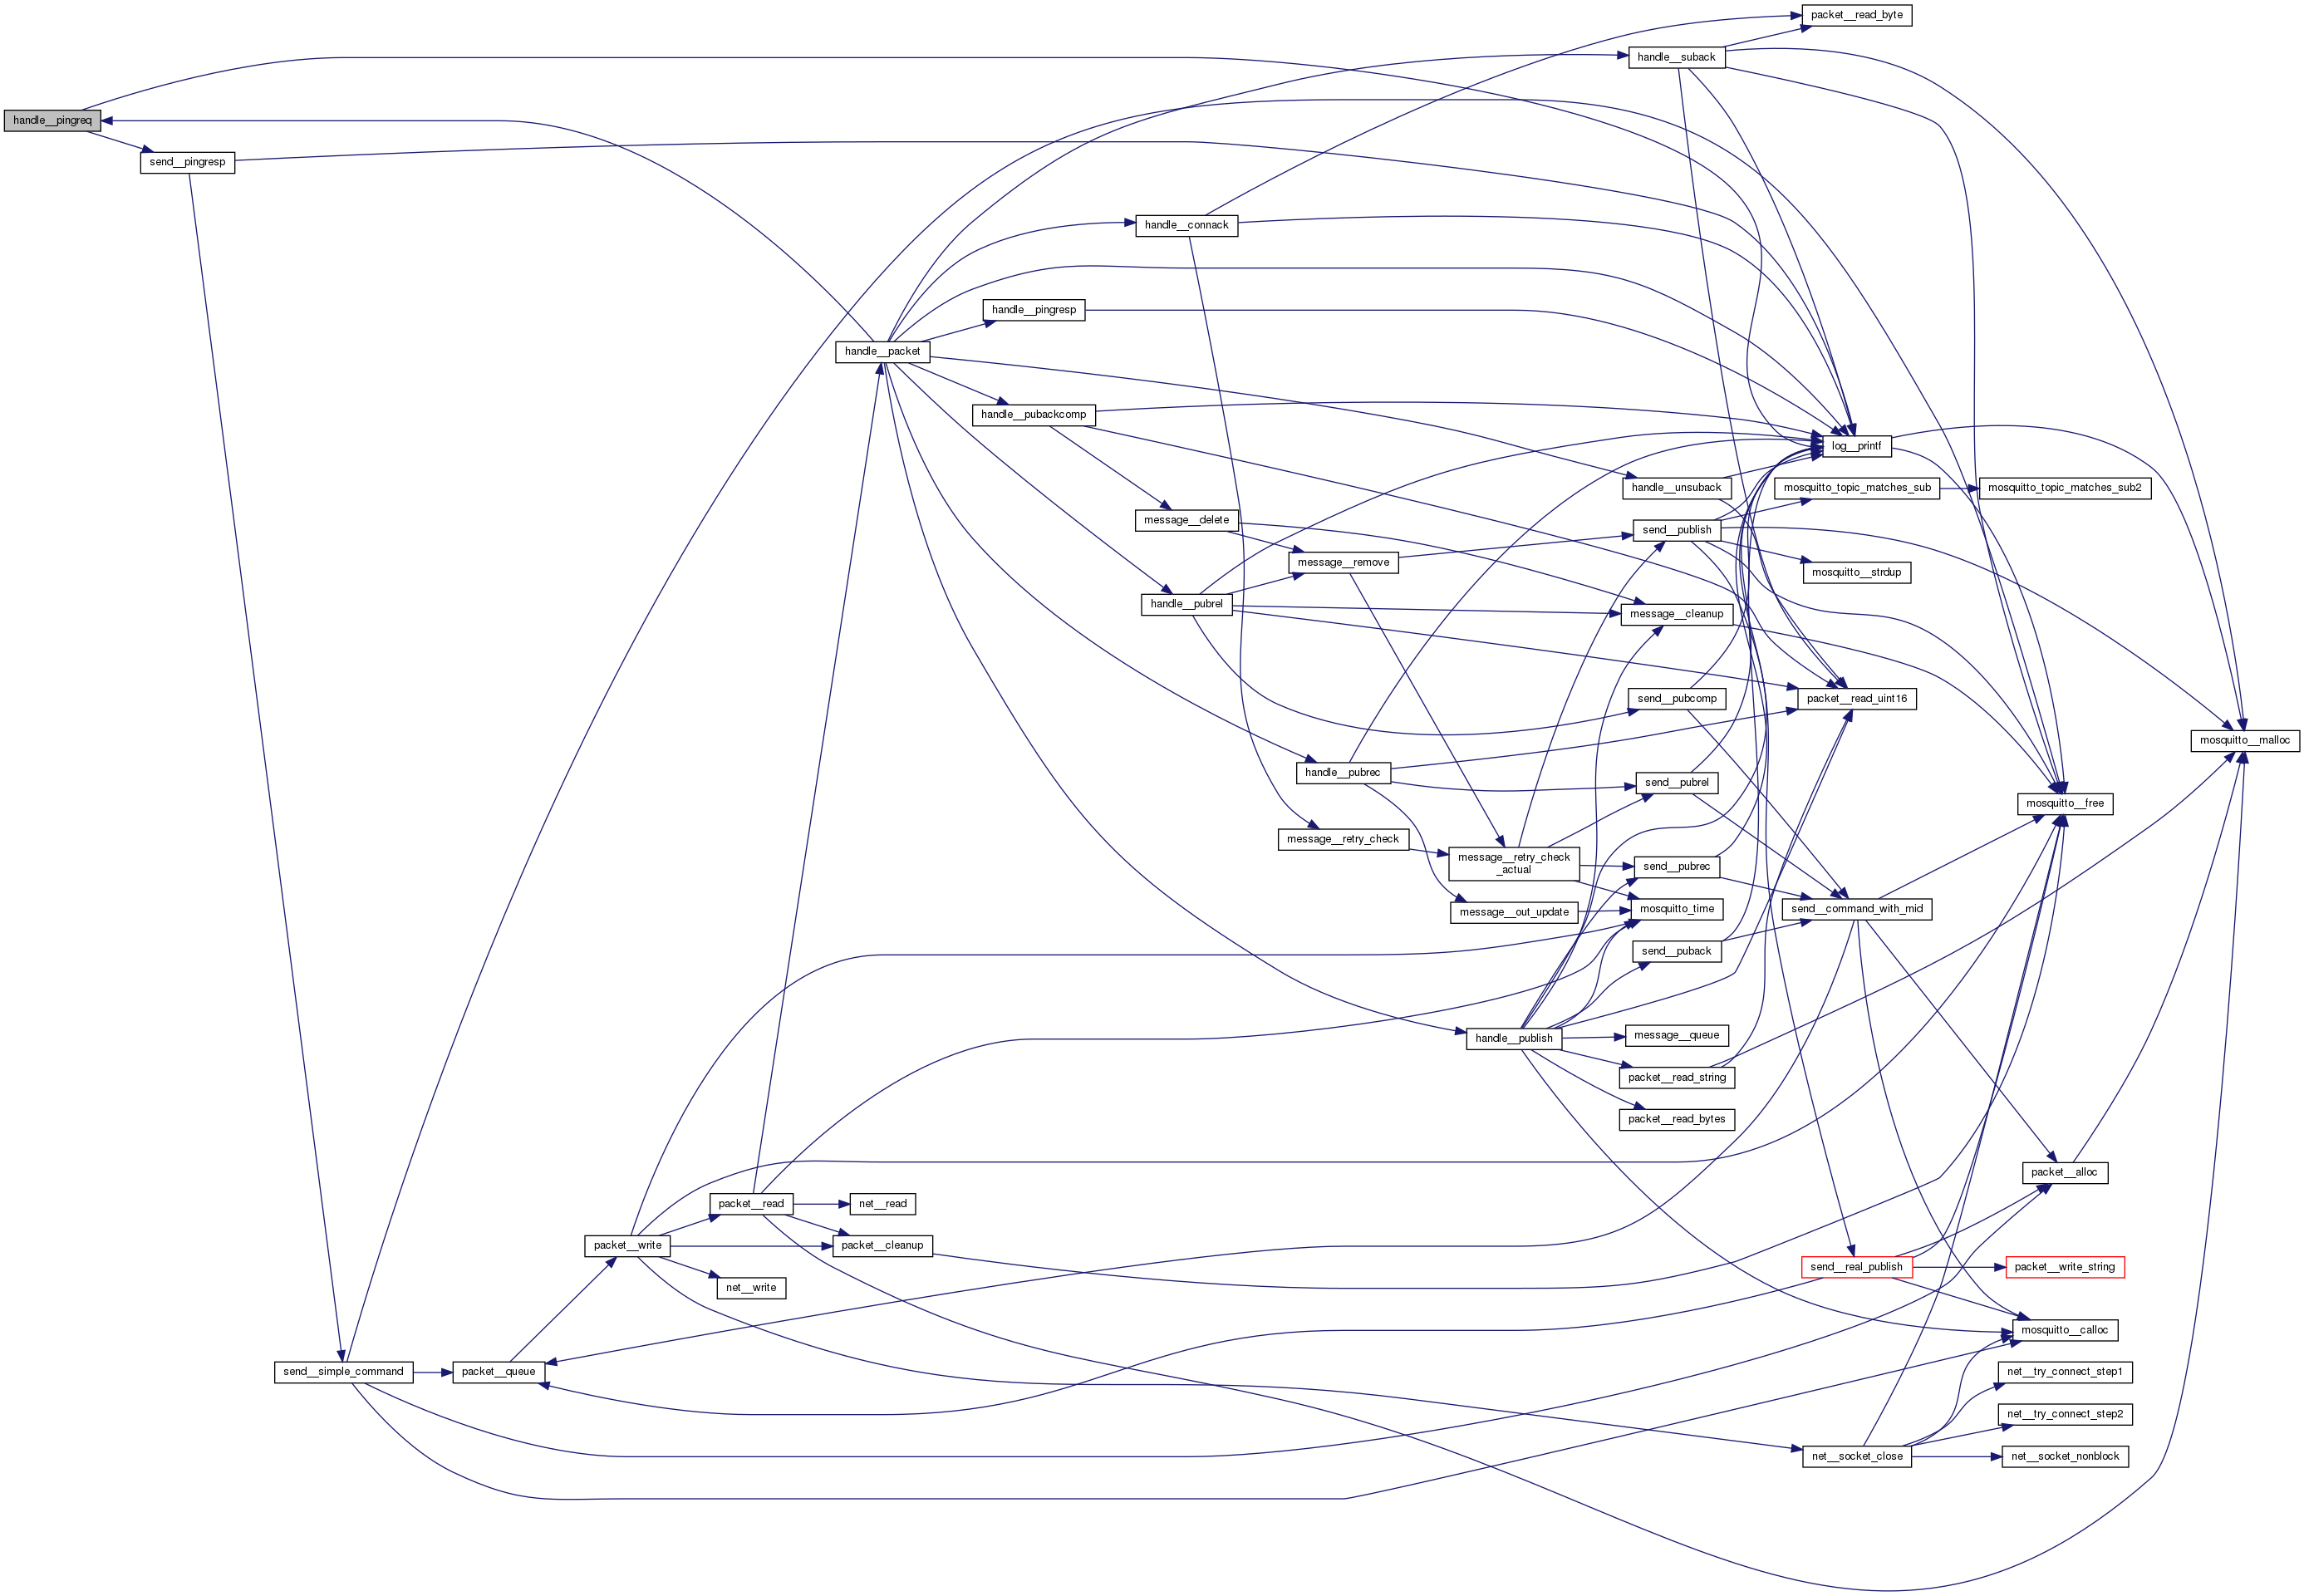 packet__read_byte
handle__suback
handle__pingreq
send__pingresp
handle__connack
handle__pingresp
handle__packet
handle__pubackcomp
log__printf
handle__unsuback
mosquitto_topic_matches_sub
mosquitto_topic_matches_sub2
message__delete
send__publish
message__remove
mosquitto__strdup
handle__pubrel
message__cleanup
send__pubcomp
packet__read_uint16
mosquitto__malloc
handle__pubrec
send__pubrel
mosquitto__free
message__retry_check
message__retry_check
_actual
send__pubrec
message__out_update
mosquitto_time
send__command_with_mid
send__puback
handle__publish
message__queue
packet__read_string
packet__read_bytes
packet__alloc
packet__read
net__read
packet__write
packet__cleanup
send__real_publish
packet__write_string
net__write
mosquitto__calloc
send__simple_command
packet__queue
net__try_connect_step1
net__try_connect_step2
net__socket_close
net__socket_nonblock